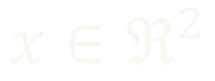 x ∈ ℜ²